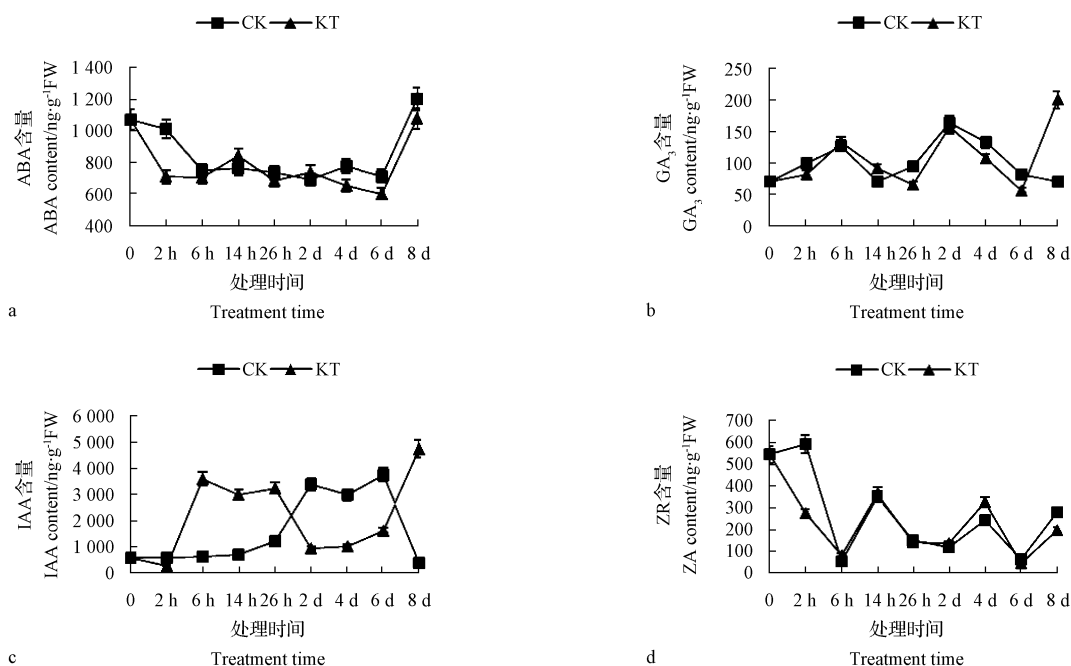 CK KT
1 400
1 200
1 000
800
600
400
ABA含量
ABA content/ng·g-1FW
0 2 h 6 h 14 h 26 h 2 d 4 d 6 d 8 d
处理时间
Treatment time
a
CK KT
250
200
150
100
50
0
GA3含量
GA3 content/ng·g-1FW
0 2 h 6 h 14 h 26 h 2 d 4 d 6 d 8 d
处理时间
Treatment time
b
CK KT
6 000
5 000
4 000
3 000
2 000
1 000
0
IAA含量
IAA content/ng·g-1FW
0 2 h 6 h 14 h 26 h 2 d 4 d 6 d 8 d
处理时间
Treatment time
c
CK KT
700
600
500
400
300
200
100
0
ZR含量
ZA content/ng·g-1FW
0 2 h 6 h 14 h 26 h 2 d 4 d 6 d 8 d
处理时间
Treatment time
d